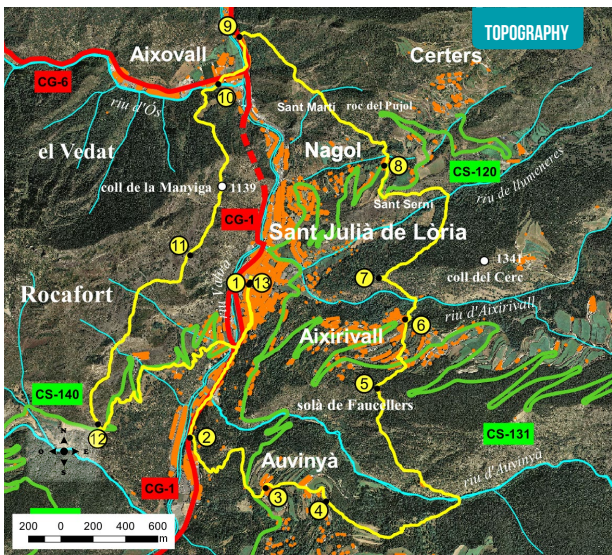 TOPOGRAPHY
9
Aixovall
Certers
CG-6
10
riu d'Ós
Sant Martí
roc del Pujol
el Vedat
Nagol
8
CS-120
riu de llumeneres
coll de la Manyiga
1139
Sant Serni
CG-1
Sant Julià de Lòria
11
1341
coll del Cerc
7
Rocafort
1
13
riu d'Aixirivall
6
Aixirivall
5
CS-140
solà de Faucellers
12
N
O
E
S
2
CS-131
Auvinyà
riu d'Auvinyà
CG-1
3
4
200 0 200 400 600
m